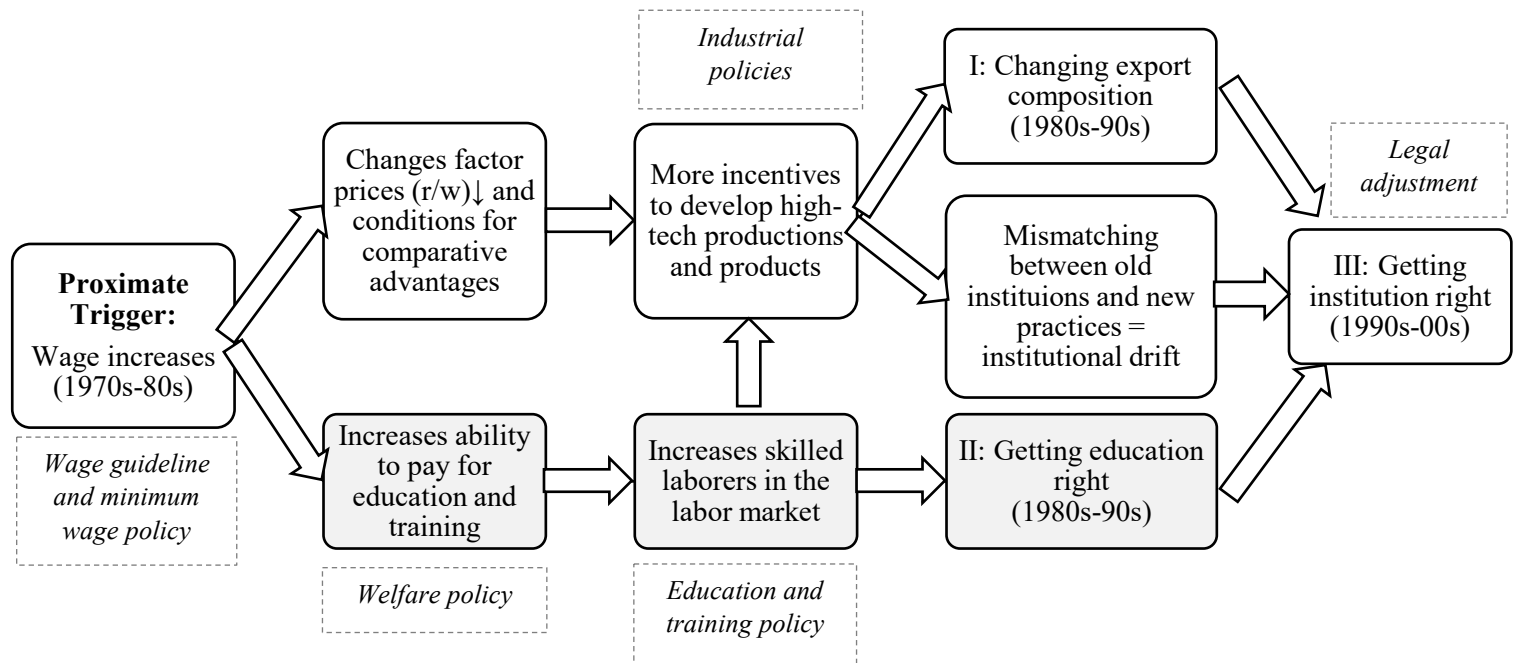 Proximate
Trigger:
Wage increases
(1970s-80s)
Wage guideline
and minimum
wage policy
Changes factor
prices (r/w)↓ and
conditions for
comparative
advantages
Increases ability
to pay for
education and
training
Welfare policy
Industrial
policies
More incentives
to develop high-
tech productions
and products
Increases skilled
laborers in the
labor market
Education and
training policy
I: Changing export
composition
(1980s-90s)
Mismatching
between old
instituions and new
practices =
institutional drift
II: Getting education
right
(1980s-90s)
Legal
adjustment
III: Getting
institution right
(1990s-00s)